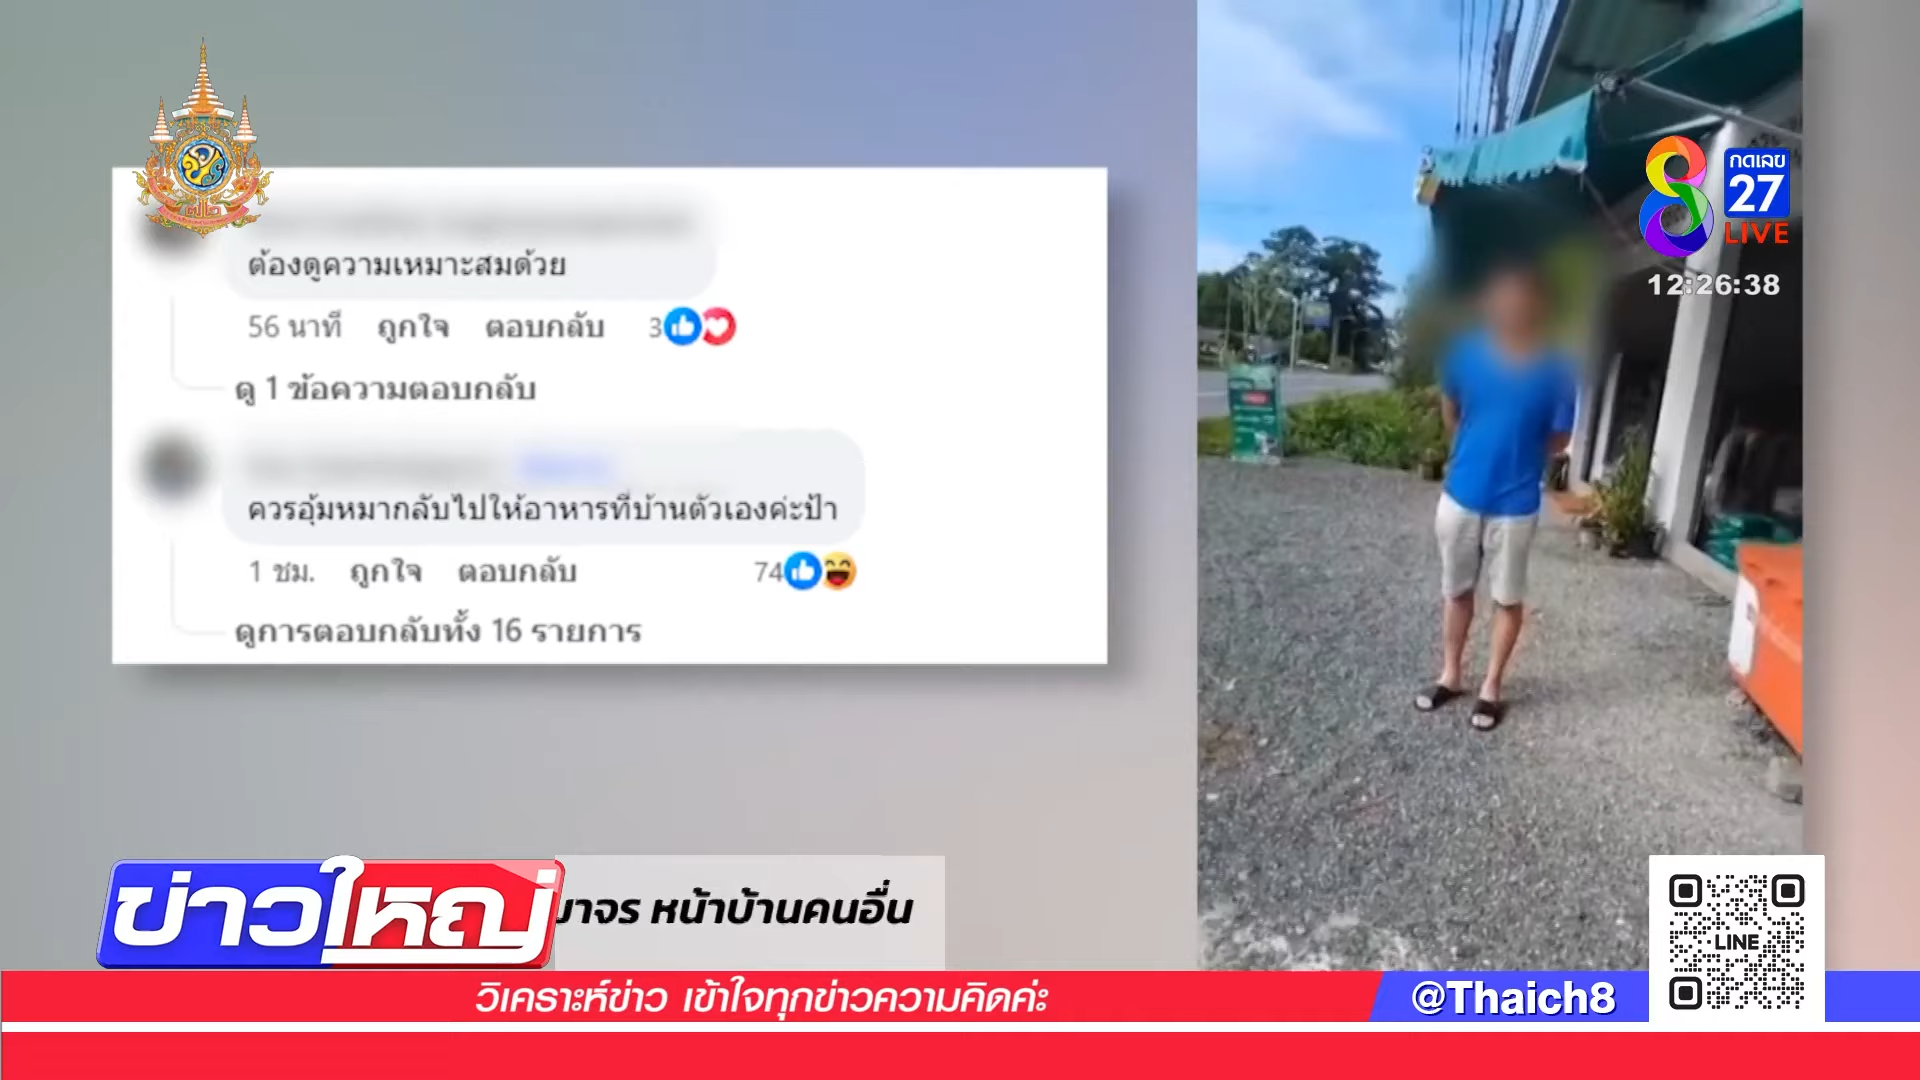 ต้องดูความเหมาะสมด้วย
56 นาที ถูกใจ ตอบกลับ 3
ดู 1 ข้อความตอบกลับ
ควรอุ้มหมากลับไปให้อาหารที่บ้านตัวเองค่ะป้า
1 ชม. ถูกใจ ตอบกลับ 74
ดูการตอบกลับทั้ง 16 รายการ
8 กดเลข
27
LIVE
12:26:38
ข่าวใหญ่
มาจร หน้าบ้านคนอื่น
วิเคราะห์ข่าว เข้าใจทุกข่าวความคิดค่ะ
@Thaich8
LINE